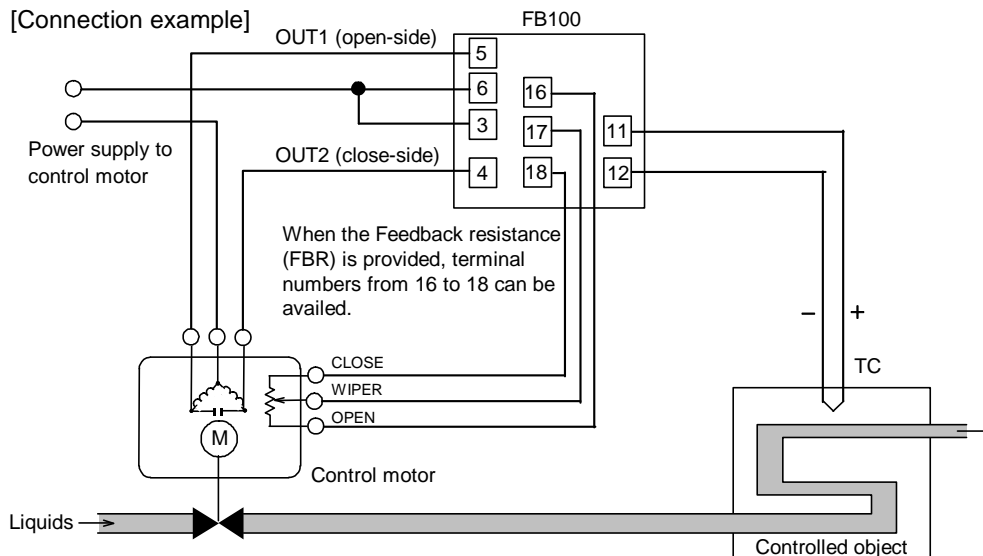 [Connection example]
FB100
OUT1 (open-side)
5
6
16
3
17
11
Power supply to
control motor
OUT2 (close-side)
4
18
12
When the Feedback resistance
(FBR) is provided, terminal
numbers from 16 to 18 can be
availed.
– +
TC
CLOSE
WIPER
OPEN
M
Control motor
Liquids
Controlled object